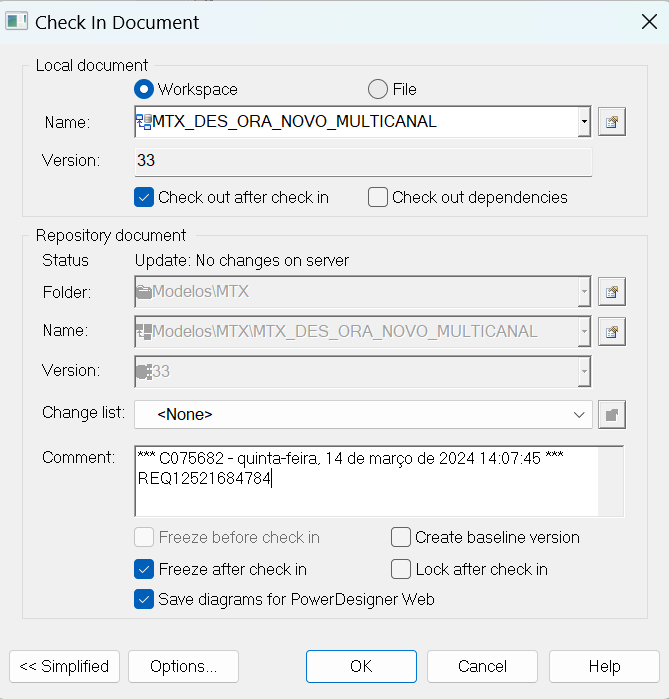 Check In Document
Local document
Workspace File
Name: MTX_DES_ORA_NOVO_MULTICANAL
Version: 33
Check out after check in Check out dependencies
Repository document
Status Update: No changes on server
Folder: Modelos\MTX
Name: Modelos\MTX\MTX_DES_ORA_NOVO_MULTICANAL
Version: 33
Change list: <None>
Comment: *** C075682 - quinta-feira, 14 de março de 2024 14:07:45 ***
REQ12521684784
Freeze before check in Create baseline version
Freeze after check in Lock after check in
Save diagrams for PowerDesigner Web
<< Simplified Options... OK Cancel Help